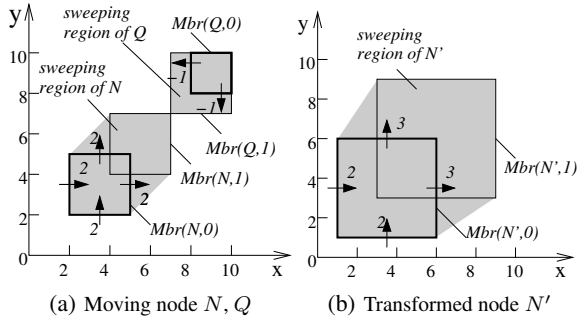 y
10
8
6
4
2
0
sweeping
region of Q
Mbr(Q,0)
sweeping
region of N
-1
-1
Mbr(Q,1)
Mbr(N,1)
Mbr(N,0)
2
2
2
2
2 4 6 8 10
x
(a) Moving node N, Q
y
10
8
6
4
2
0
sweeping
region of N'
3
2
3
2
Mbr(N',1)
Mbr(N',0)
2 4 6 8 10
x
(b) Transformed node N′